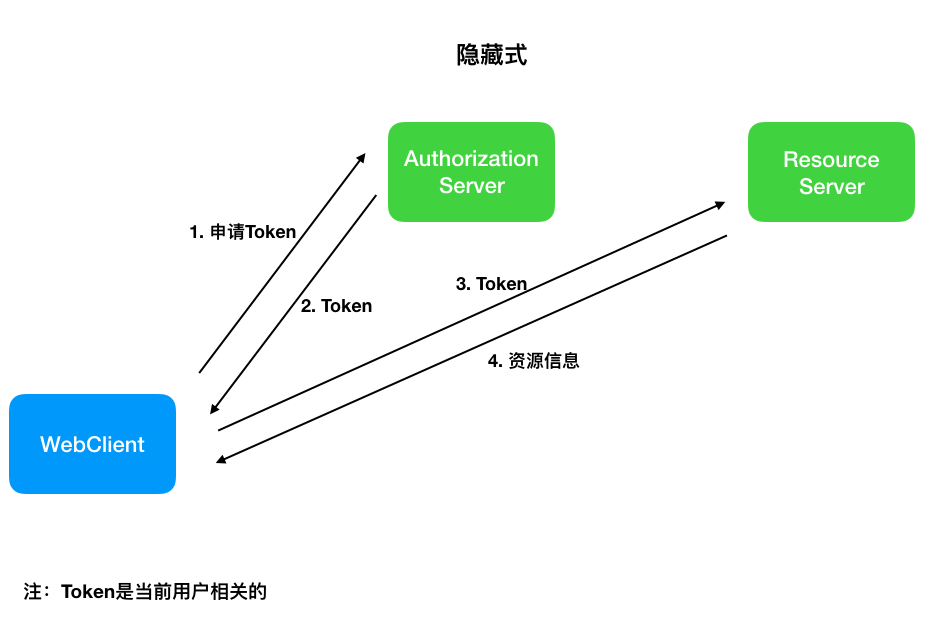 隐藏式
Authorization
Server
Resource
Server
1. 申请Token
2. Token
3. Token
4. 资源信息
WebClient
注：Token是当前用户相关的